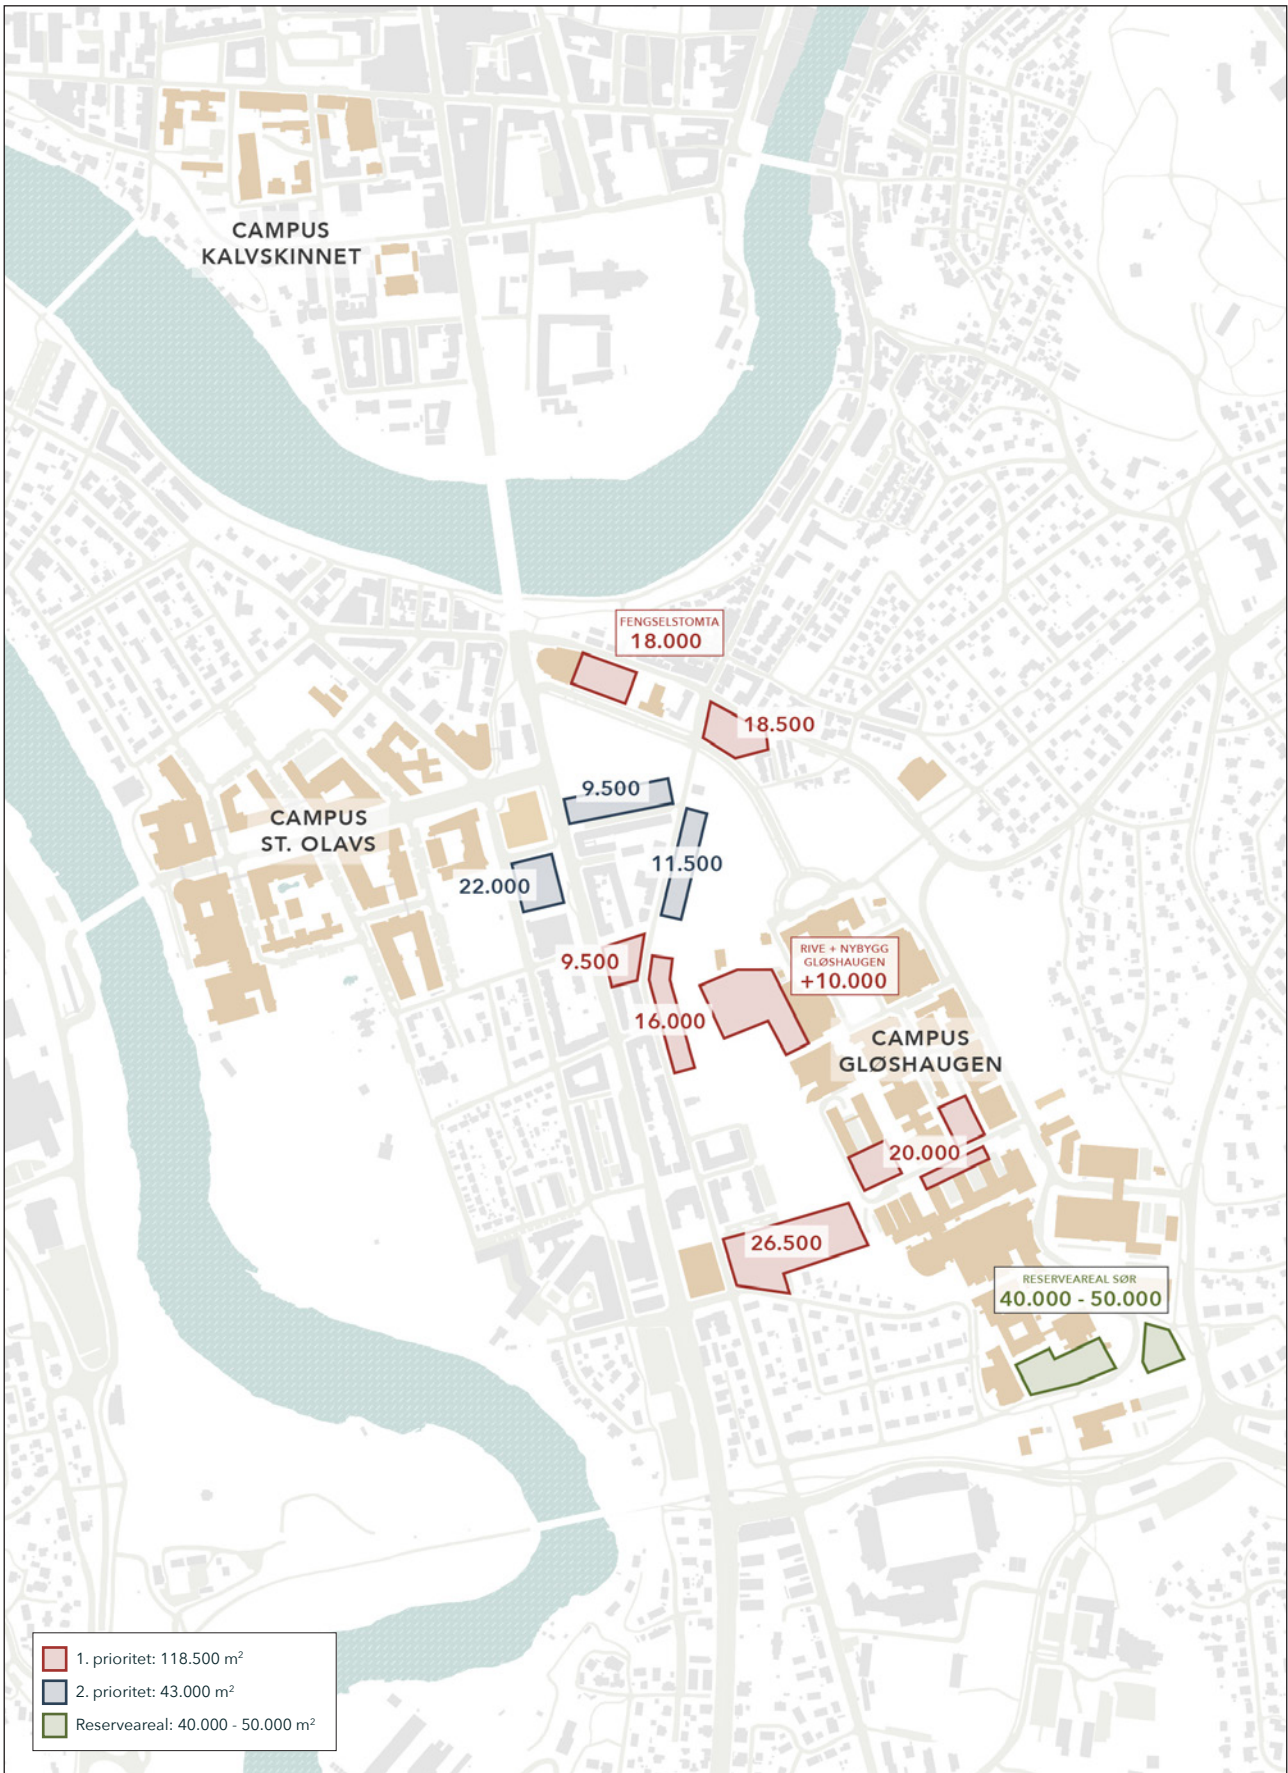 CAMPUS
KALVSKINNET
FENGSELSTOMTA
18.000
18.500
9.500
CAMPUS
ST. OLAVS
11.500
22.000
9.500
RIVE + NYBYGG
GLØSHAUGEN
+10.000
16.000
CAMPUS
GLØSHAUGEN
20.000
26.500
RESERVEAREAL SØR
40.000 - 50.000
1. prioritet: 118.500 m²
2. prioritet: 43.000 m²
Reserveareal: 40.000 - 50.000 m²